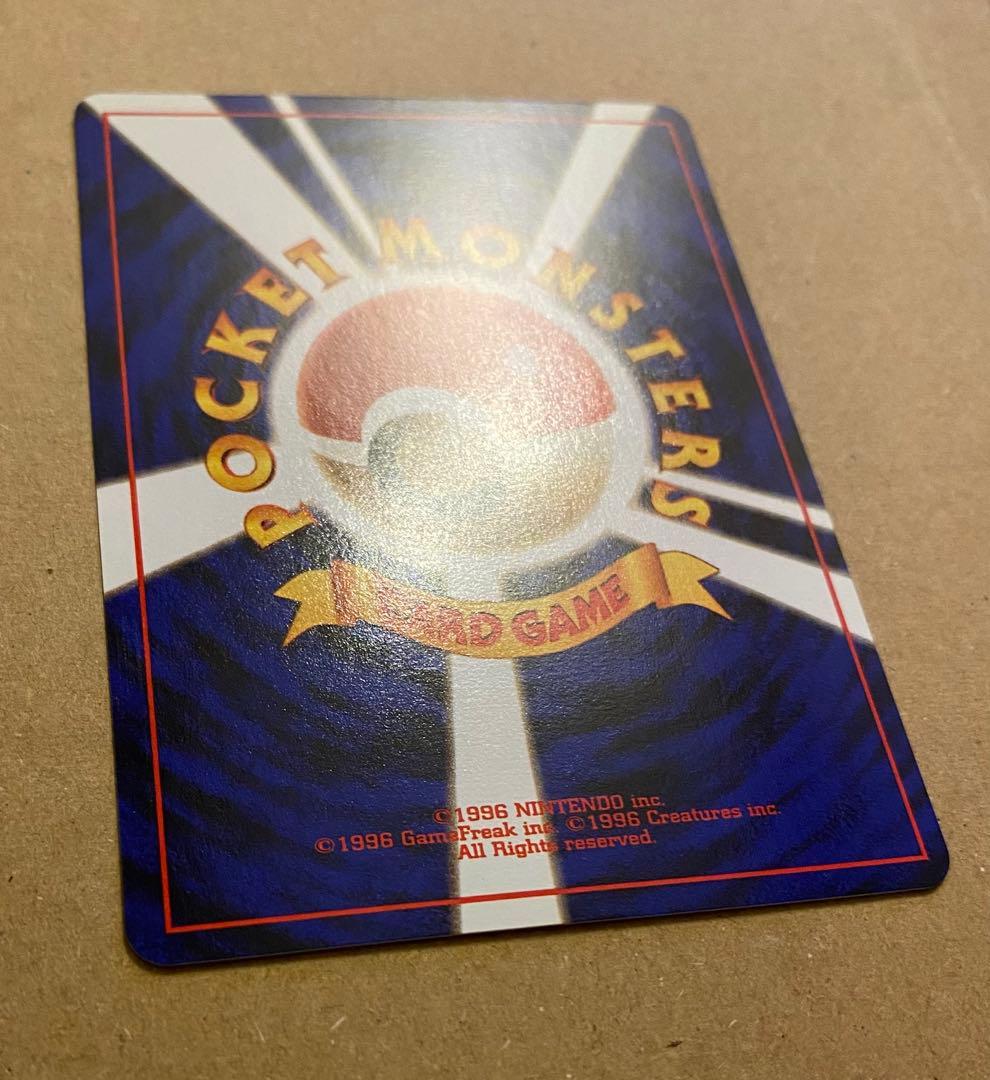 POCKET MONSTERS
CARD GAME
©1996 NINTENDO inc.
©1996 GameFreak inc. ©1996 Creatures inc.
All Rights reserved.